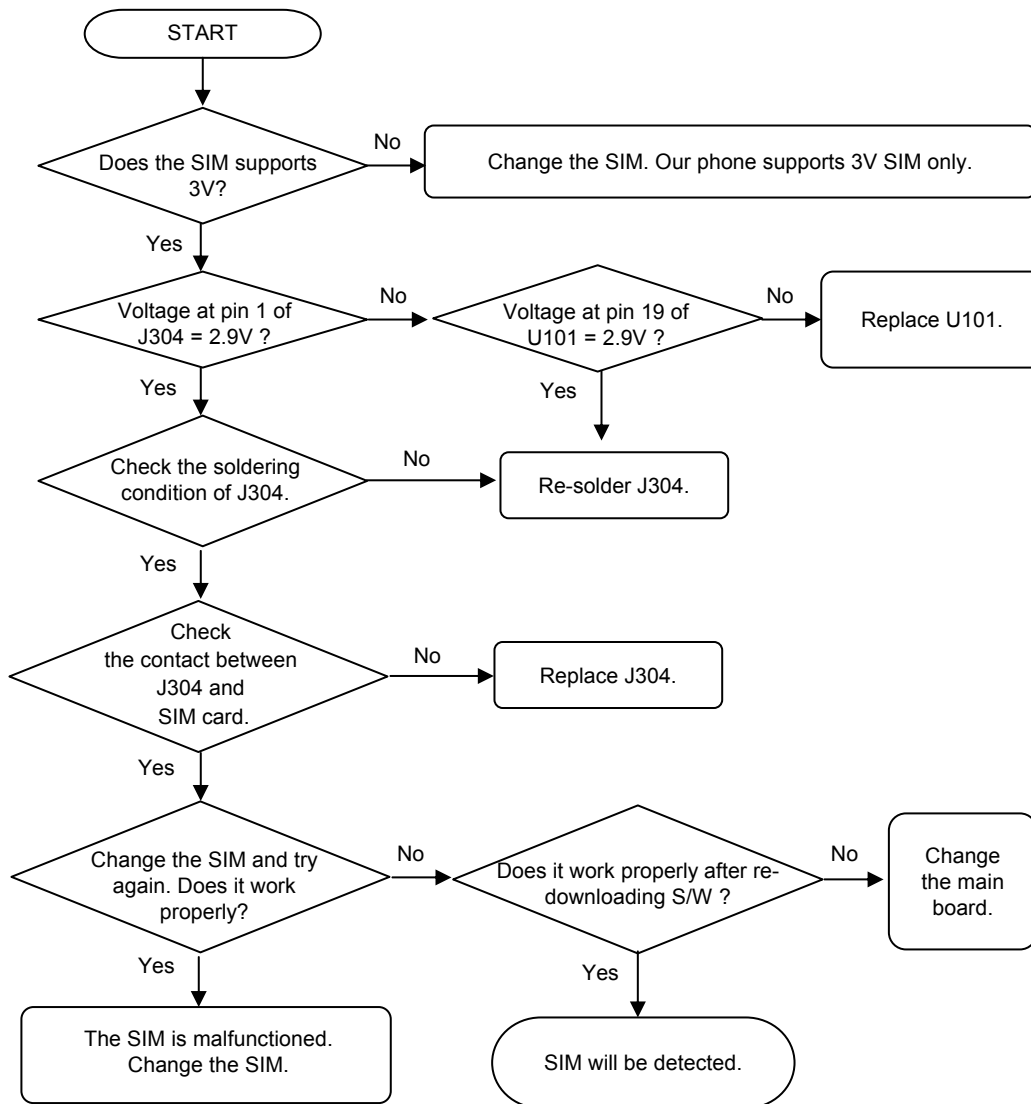 START
Does the SIM supports
3V?
No
Change the SIM. Our phone supports 3V SIM only.
Yes
Voltage at pin 1 of
J304 = 2.9V ?
No
Voltage at pin 19 of
U101 = 2.9V ?
No
Replace U101.
Yes
Yes
Check the soldering
condition of J304.
No
Re-solder J304.
Yes
Check
the contact between
J304 and
SIM card.
No
Replace J304.
Yes
Change the SIM and try
again. Does it work
properly?
No
Does it work properly after re-
downloading S/W ?
No
Change
the main
board.
Yes
Yes
The SIM is malfunctioned.
Change the SIM.
SIM will be detected.